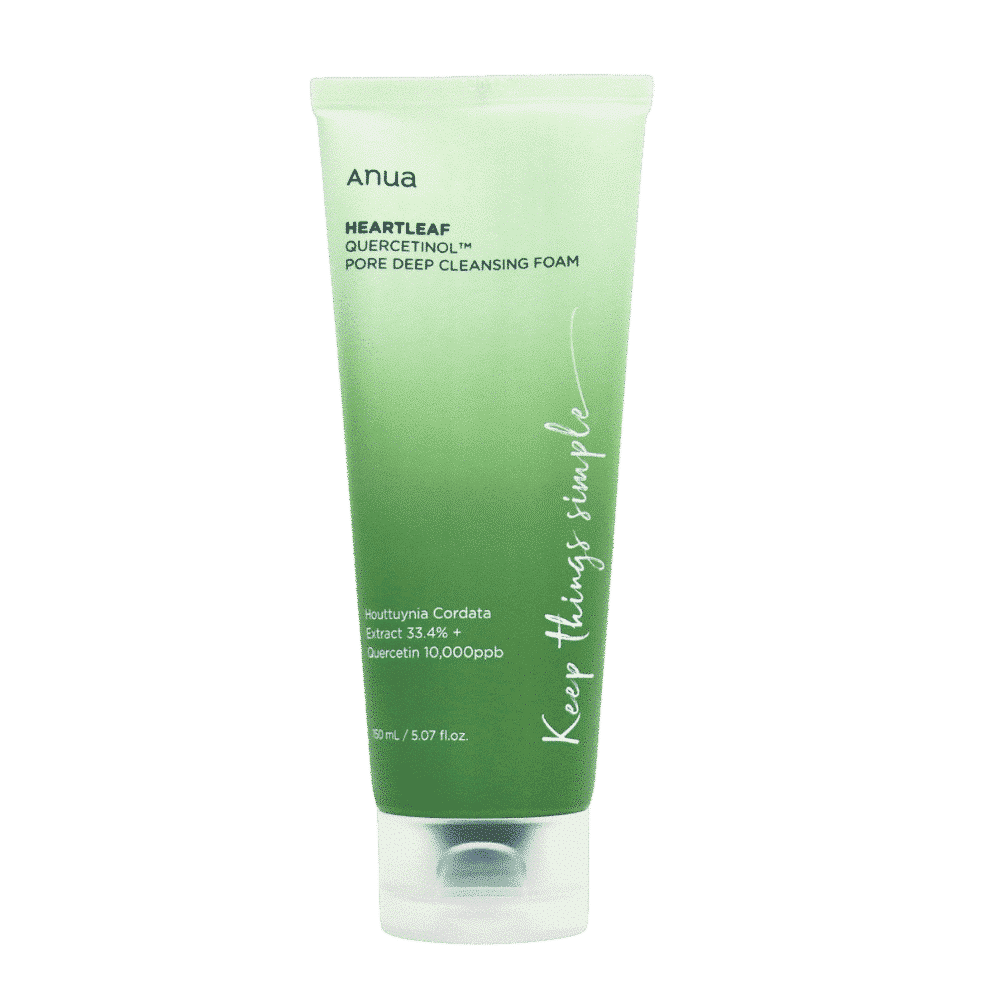 Anua
HEARTLEAF
QUERCETINOL™
PORE DEEP CLEANSING FOAM
Keep things simple
Houttuynia Cordata
Extract 33.4% +
Quercetin 10,000ppb
150 mL / 5.07 fl.oz.